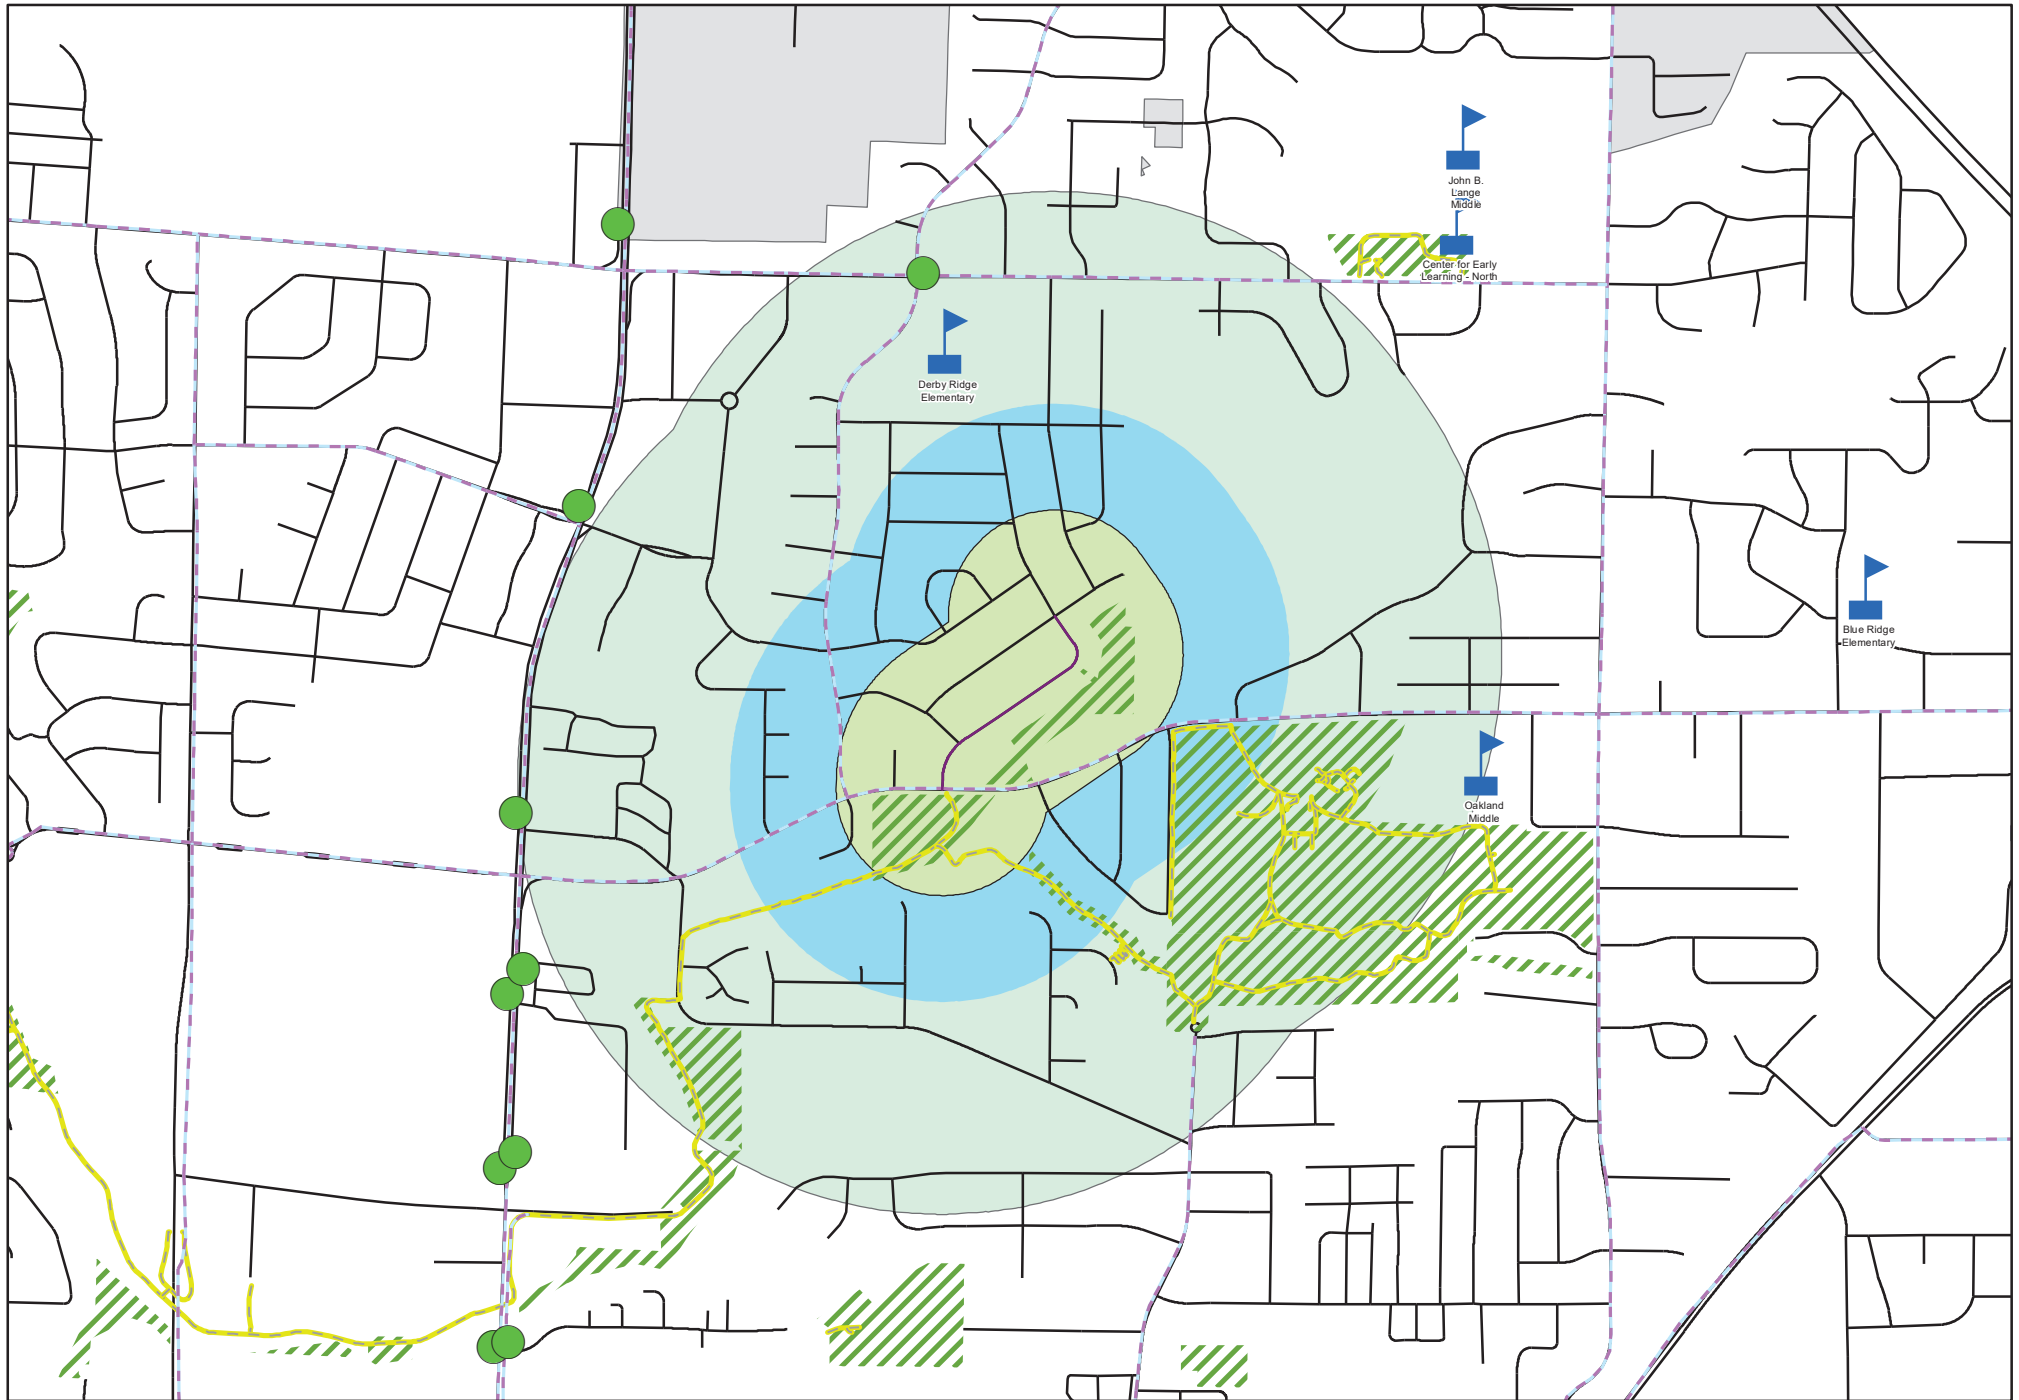 John B.
Lange
Middle
Center for Early
Learning - North
Derby Ridge
Elementary
Blue Ridge
Elementary
Oakland
Middle